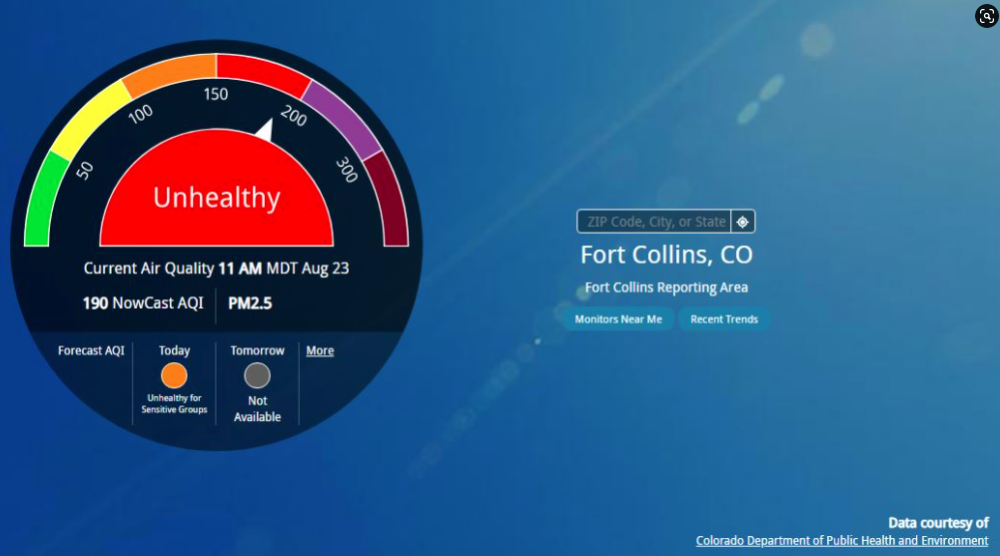 50
100
150
200
300
Unhealthy
Current Air Quality 11 AM MDT Aug 23
190 NowCast AQI PM2.5
Forecast AQI
Today
Unhealthy for
Sensitive Groups
Tomorrow
Not
Available
More
ZIP Code, City, or State
Fort Collins, CO
Fort Collins Reporting Area
Monitors Near Me
Recent Trends
Data courtesy of
Colorado Department of Public Health and Environment